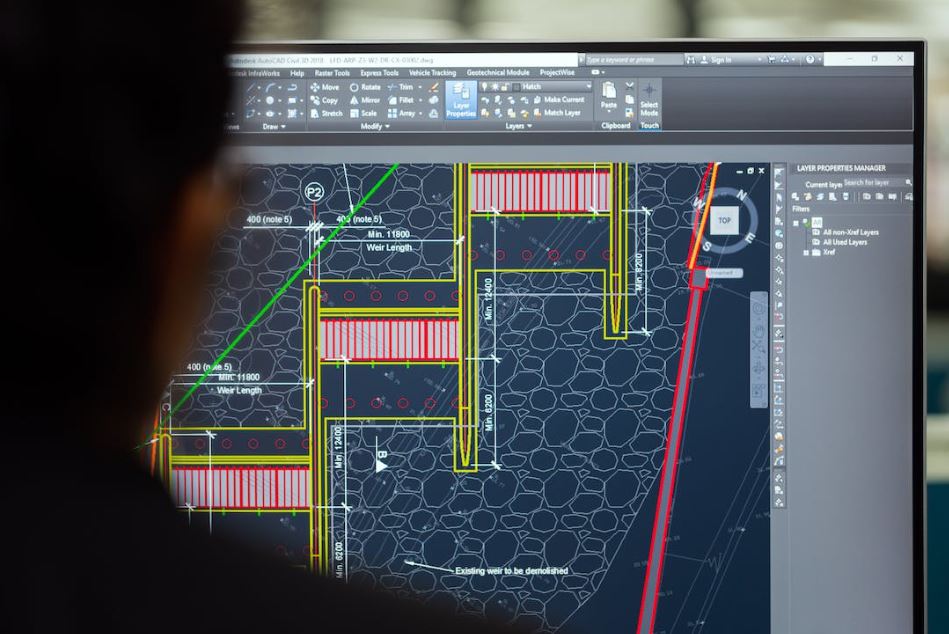 Autodesk AutoCAD Civil 3D 2018 LFD-ARP-Z3-W2-DR-CX-03067.dwg
Type a keyword or phrase
Sign In
InfraWorks Help Raster Tools Express Tools Vehicle Tracking Geotechnical Module ProjectWise
Move Rotate Trim Hatch
Copy Mirror Fillet Make Current
Stretch Scale Array Match Layer
Layer
Properties
Paste
Select
Mode
Draw Modify Layers Clipboard Touch
LAYER PROPERTIES MANAGER
Current layer
Search for layer
Filters
All
All non-Xref Layers
All Used Layers
Xref
N
W
TOP
E
S
Unnamed
P2
400 (note 5)
400 (note 5)
Min. 11800
Weir Length
Min. 8200
Min. 12400
400 (note 5)
Min. 11800
Weir Length
Min. 6200
Min. 12400
B
Min. 6200
Existing weir to be demolished